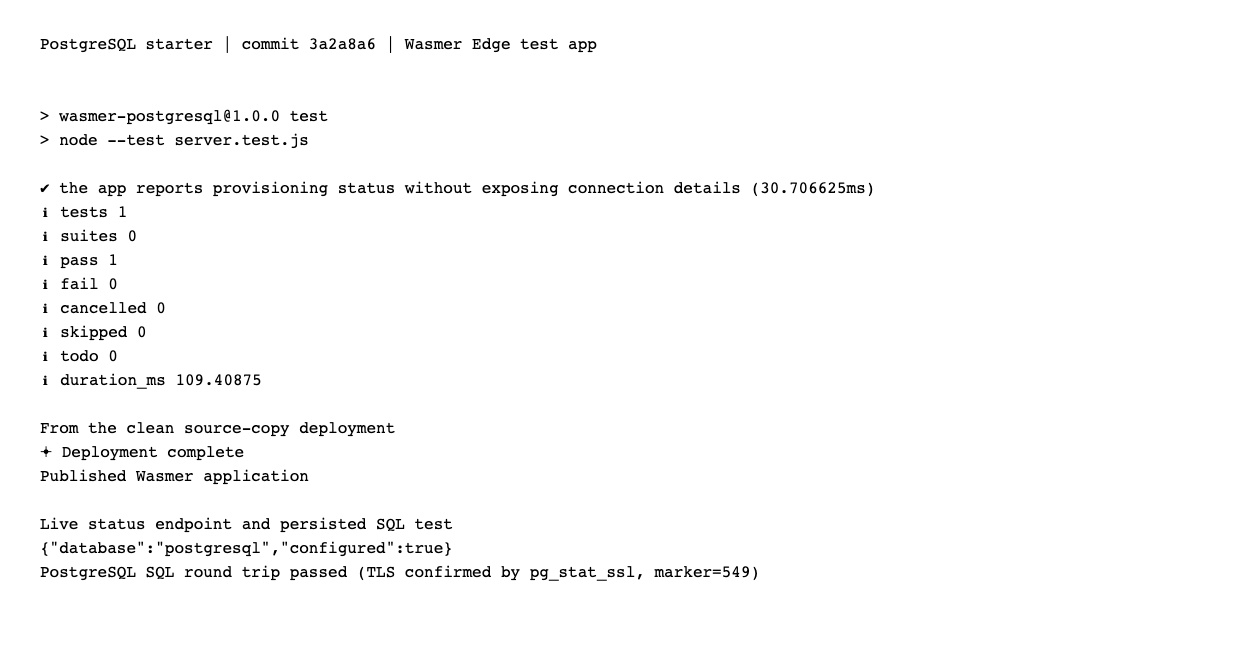 PostgreSQL starter | commit 3a2a8a6 | Wasmer Edge test app
> wasmer-postgresql@1.0.0 test
> node --test server.test.js
✔ the app reports provisioning status without exposing connection details (30.706625ms)
ℹ tests 1
ℹ suites 0
ℹ pass 1
ℹ fail 0
ℹ cancelled 0
ℹ skipped 0
ℹ todo 0
ℹ duration_ms 109.40875
From the clean source-copy deployment
✦ Deployment complete
Published Wasmer application
Live status endpoint and persisted SQL test
{"database":"postgresql","configured":true}
PostgreSQL SQL round trip passed (TLS confirmed by pg_stat_ssl, marker=549)